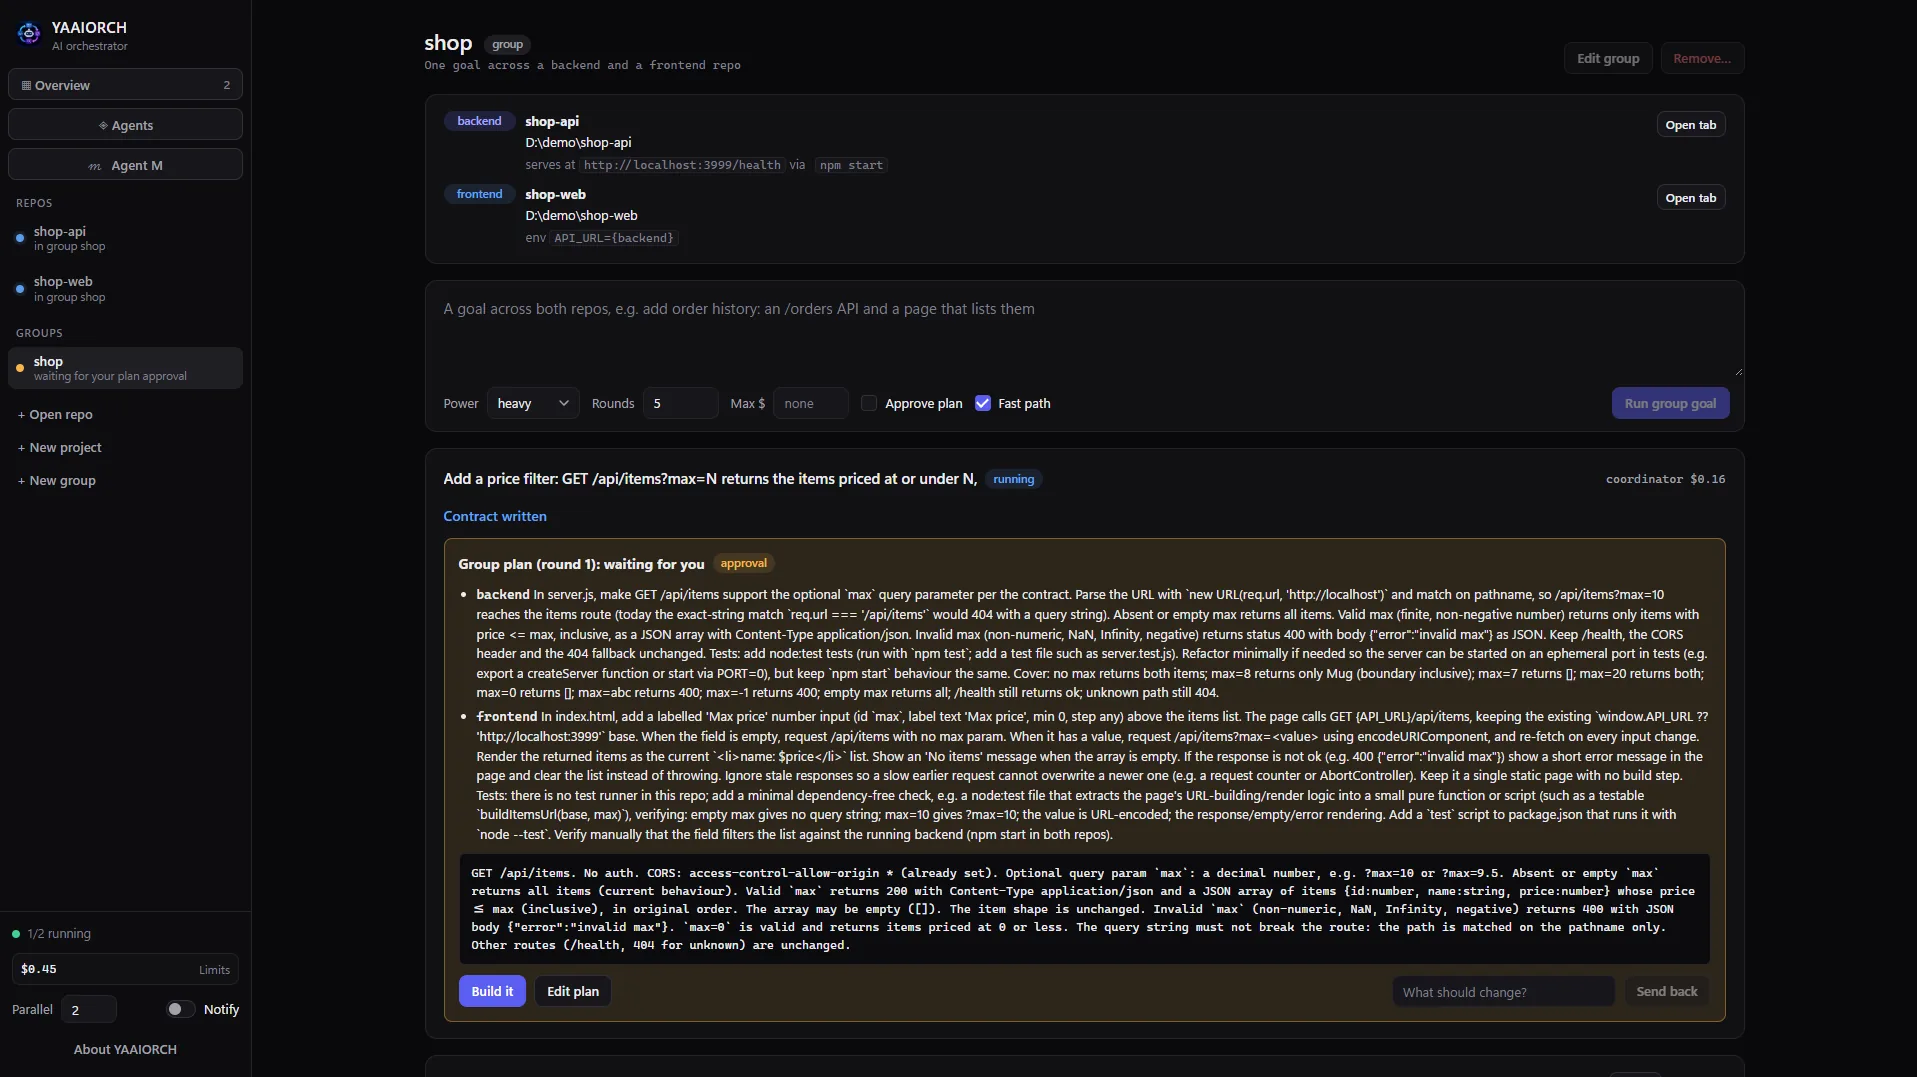 YAAIORCH
AI orchestrator
Overview 2
Agents
Agent M
REPOS
shop-api
in group shop
shop-web
in group shop
GROUPS
shop
waiting for your plan approval
+ Open repo
+ New project
+ New group
1/2 running
$0.45 Limits
Parallel 2 Notify
About YAAIORCH
shop group
One goal across a backend and a frontend repo
Edit group Remove...
backend shop-api Open tab
D:\demo\shop-api
serves at http://localhost:3999/health via npm start
frontend shop-web Open tab
D:\demo\shop-web
env API_URL={backend}
A goal across both repos, e.g. add order history: an /orders API and a page that lists them
Power heavy Rounds 5 Max $ none Approve plan Fast path Run group goal
Add a price filter: GET /api/items?max=N returns the items priced at or under N, running coordinator $0.16
Contract written
Group plan (round 1): waiting for you approval
• backend In server.js, make GET /api/items support the optional `max` query parameter per the contract. Parse the URL with `new URL(req.url, 'http://localhost')` and match on pathname, so /api/items?max=10
reaches the items route (today the exact-string match `req.url === '/api/items'` would 404 with a query string). Absent or empty max returns all items. Valid max (finite, non-negative number) returns only items with
price <= max, inclusive, as a JSON array with Content-Type application/json. Invalid max (non-numeric, NaN, Infinity, negative) returns status 400 with body {"error":"invalid max"} as JSON. Keep /health, the CORS
header and the 404 fallback unchanged. Tests: add node:test tests (run with `npm test`; add a test file such as server.test.js). Refactor minimally if needed so the server can be started on an ephemeral port in tests (e.g.
export a createServer function or start via PORT=0), but keep `npm start` behaviour the same. Cover: no max returns both items; max=8 returns only Mug (boundary inclusive); max=7 returns []; max=20 returns both;
max=0 returns []; max=abc returns 400; max=-1 returns 400; empty max returns all; /health still returns ok; unknown path still 404.
• frontend In index.html, add a labelled 'Max price' number input (id `max`, label text 'Max price', min 0, step any) above the items list. The page calls GET {API_URL}/api/items, keeping the existing `window.API_URL ??
'http://localhost:3999'` base. When the field is empty, request /api/items with no max param. When it has a value, request /api/items?max=<value> using encodeURIComponent, and re-fetch on every input change.
Render the returned items as the current `<li>name: $price</li>` list. Show an 'No items' message when the array is empty. If the response is not ok (e.g. 400 {"error":"invalid max"}) show a short error message in the
page and clear the list instead of throwing. Ignore stale responses so a slow earlier request cannot overwrite a newer one (e.g. a request counter or AbortController). Keep it a single static page with no build step.
Tests: there is no test runner in this repo; add a minimal dependency-free check, e.g. a node:test file that extracts the page's URL-building/render logic into a small pure function or script (such as a testable
`buildItemsUrl(base, max)`), verifying: empty max gives no query string; max=10 gives ?max=10; the value is URL-encoded; the response/empty/error rendering. Add a `test` script to package.json that runs it with
`node --test`. Verify manually that the field filters the list against the running backend (npm start in both repos).
GET /api/items. No auth. CORS: access-control-allow-origin * (already set). Optional query param `max`: a decimal number, e.g. ?max=10 or ?max=9.5. Absent or empty `max`
returns all items (current behaviour). Valid `max` returns 200 with Content-Type application/json and a JSON array of items {id:number, name:string, price:number} whose price
≤ max (inclusive), in original order. The array may be empty ([]). The item shape is unchanged. Invalid `max` (non-numeric, NaN, Infinity, negative) returns 400 with JSON
body {"error":"invalid max"}. `max=0` is valid and returns items priced at 0 or less. The query string must not break the route: the path is matched on the pathname only.
Other routes (/health, 404 for unknown) are unchanged.
Build it Edit plan What should change? Send back